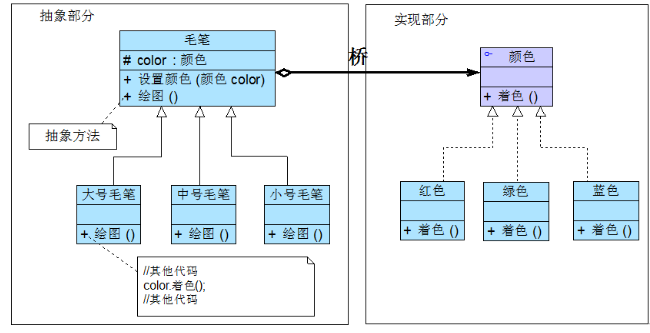 抽象部分
毛笔
# color : 颜色
+ 设置颜色 (颜色 color)
+ 绘图 ()
抽象方法
大号毛笔
+ 绘图 ()
中号毛笔
+ 绘图 ()
小号毛笔
+ 绘图 ()
//其他代码
color.着色();
//其他代码
桥
实现部分
颜色
+ 着色 ()
红色
+ 着色 ()
绿色
+ 着色 ()
蓝色
+ 着色 ()